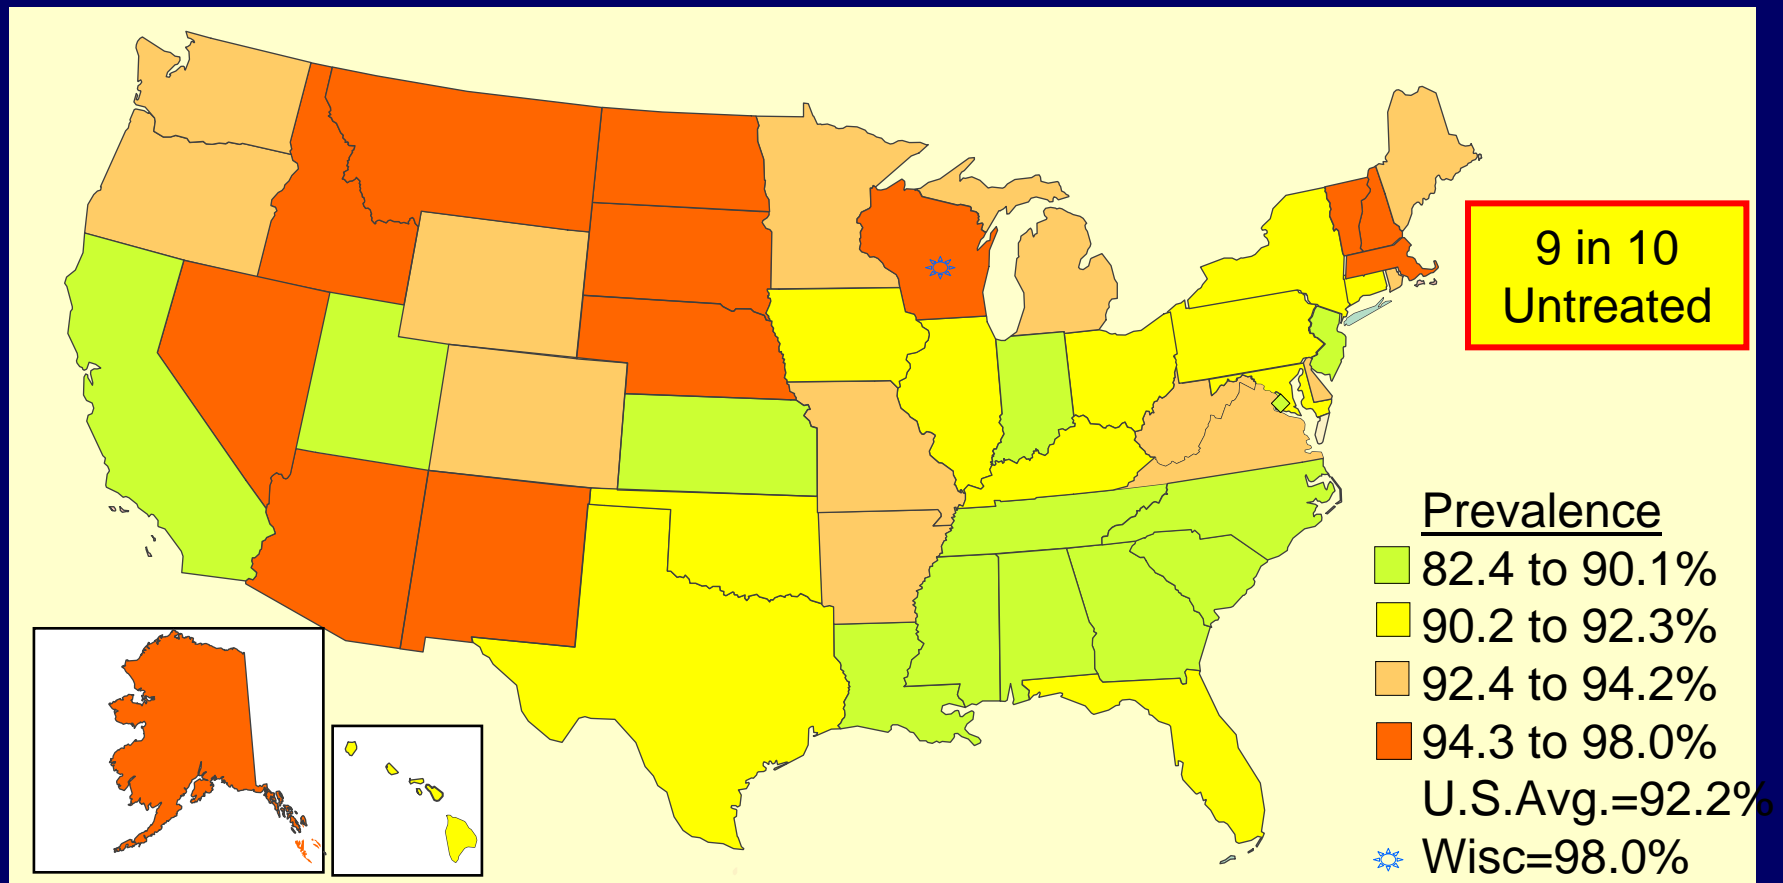 9 in 10
Untreated
Prevalence
82.4 to 90.1%
90.2 to 92.3%
92.4 to 94.2%
94.3 to 98.0%
U.S.Avg.=92.2%
Wisc=98.0%